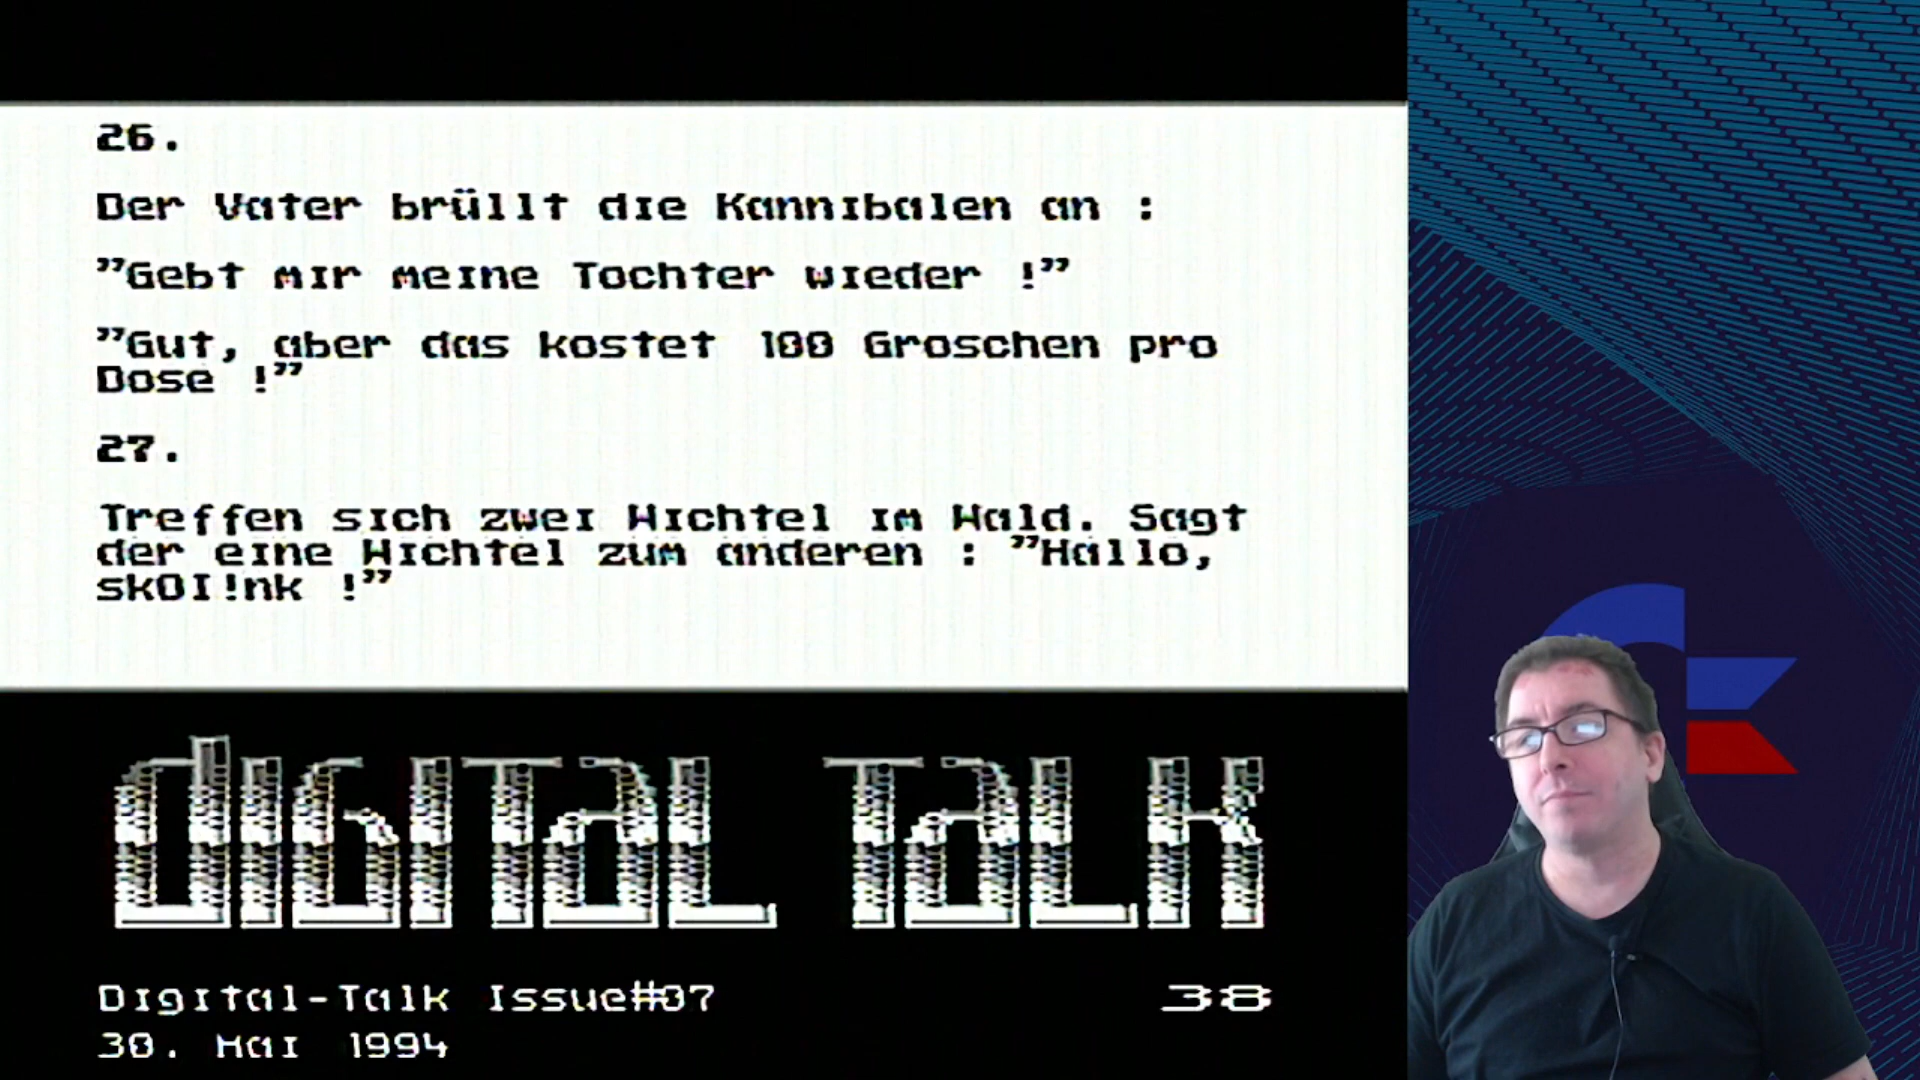 26.
Der Vater brüllt die Kannibalen an :
"Gebt mir meine Tochter wieder !"
"Gut, aber das kostet 100 Groschen pro
Dose !"
27.
Treffen sich zwei Wichtel im Wald. Sagt
der eine Wichtel zum anderen : "Hallo,
skOI!nk !"
DIGITAL TALK
Digital-Talk Issue#07
38
30. Mai 1994